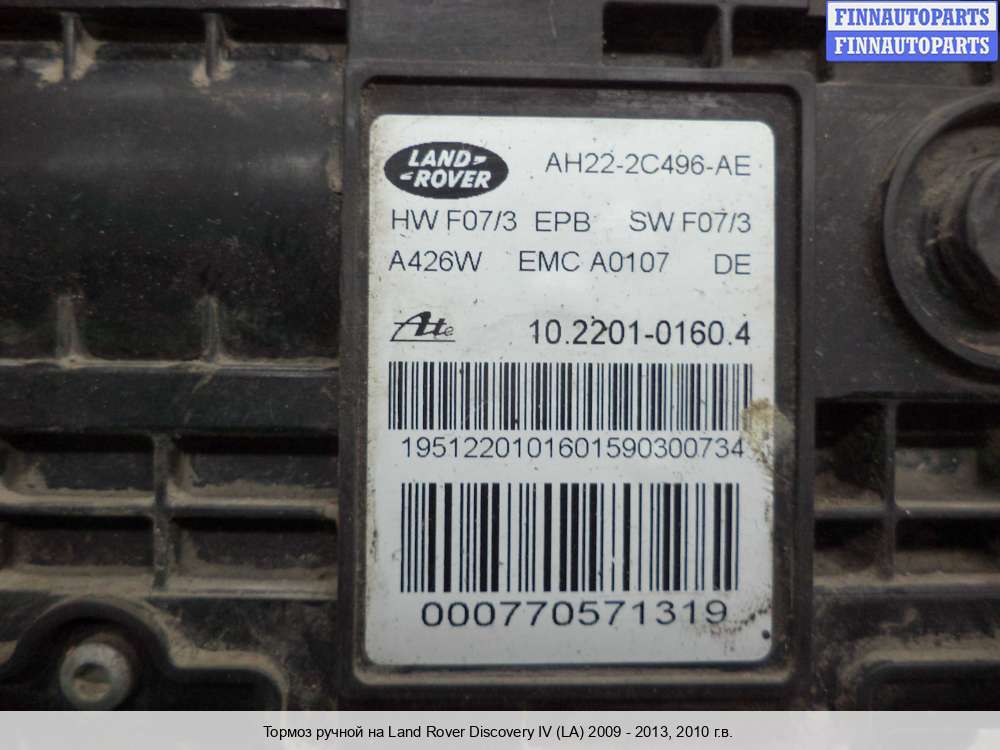 FINNAUTOPARTS
FINNAUTOPARTS
LAND-
-ROVER
AH22-2C496-AE
HW F07/3 EPB SW F07/3
A426W EMC A0107 DE
Ate 10.2201-0160.4
195122010160159030073４
000770571319
Тормоз ручной на Land Rover Discovery IV (LA) 2009 - 2013, 2010 г.в.